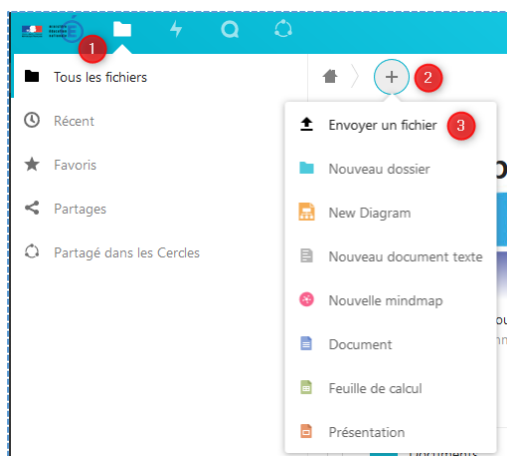 1
Tous les fichiers
+ 2
Récent
Envoyer un fichier 3
Favoris
Nouveau dossier
Partages
New Diagram
Partagé dans les Cercles
Nouveau document texte
Nouvelle mindmap
Document
Feuille de calcul
Présentation
Documents